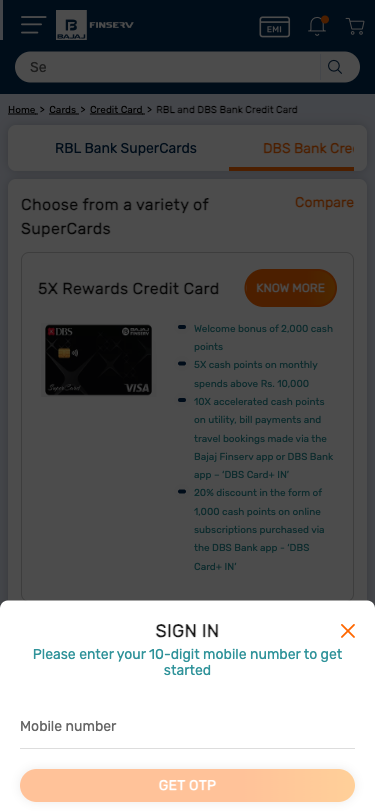 BAJAJ
FINSERV
EMI
Se
Home > Cards > Credit Card > RBL and DBS Bank Credit Card
RBL Bank SuperCards
DBS Bank Cre
Choose from a variety of
SuperCards
Compare
5X Rewards Credit Card
KNOW MORE
DBS
BAJAJ
FINSERV
SuperCard
VISA
Welcome bonus of 2,000 cash
points
5X cash points on monthly
spends above Rs. 10,000
10X accelerated cash points
on utility, bill payments and
travel bookings made via the
Bajaj Finserv app or DBS Bank
app – 'DBS Card+ IN'
20% discount in the form of
1,000 cash points on online
subscriptions purchased via
the DBS Bank app - 'DBS
Card+ IN'
SIGN IN
Please enter your 10-digit mobile number to get
started
Mobile number
GET OTP